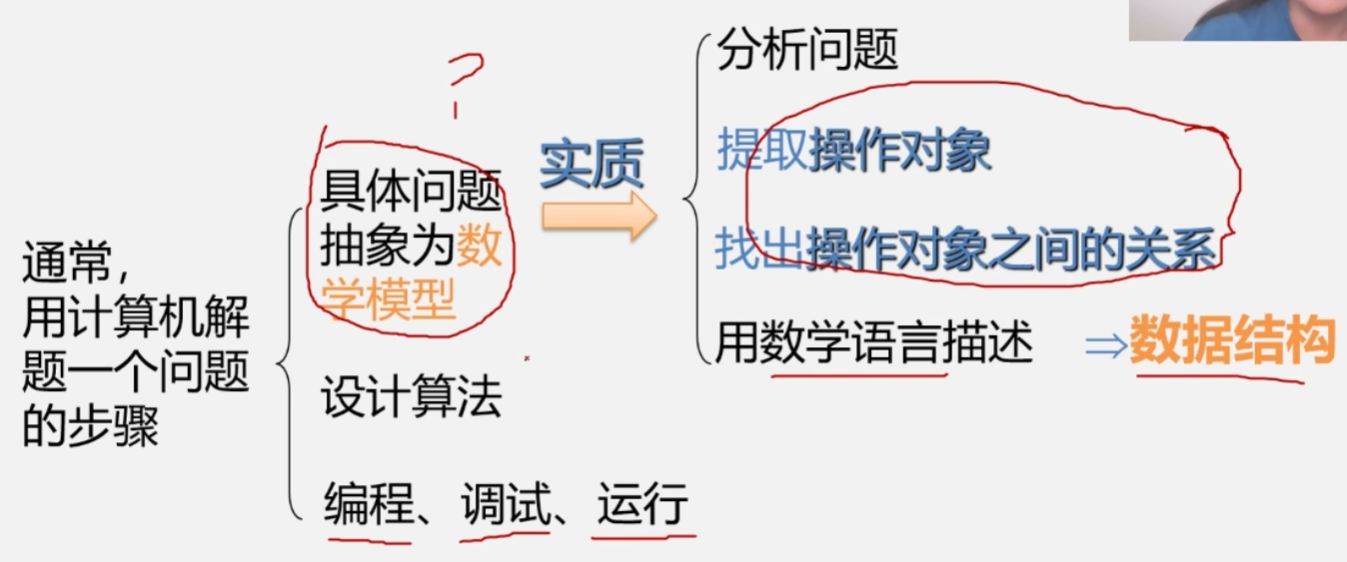 通常,
用计算机解
题一个问题
的步骤
具体问题
抽象为数
学模型
设计算法
编程、调试、运行
?
实质
分析问题
提取操作对象
找出操作对象之间的关系
用数学语言描述 ⇒数据结构